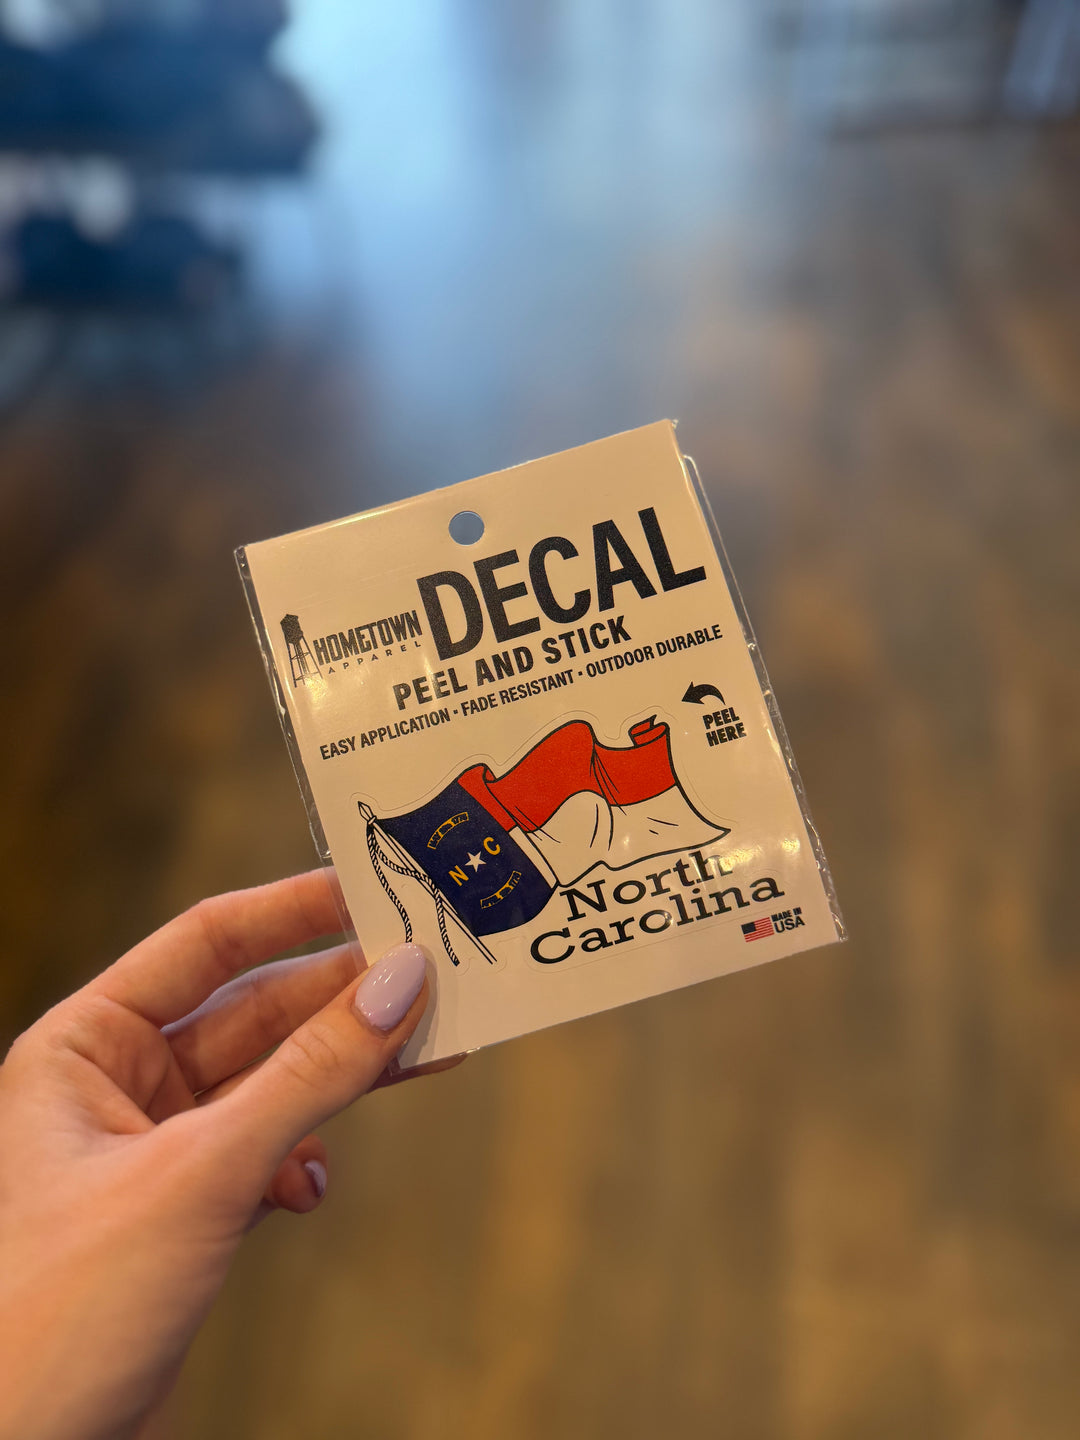 DECAL
HOMETOWN
APPAREL
PEEL AND STICK
EASY APPLICATION • FADE RESISTANT • OUTDOOR DURABLE
PEEL
HERE
N C
North
Carolina
MADE IN
USA